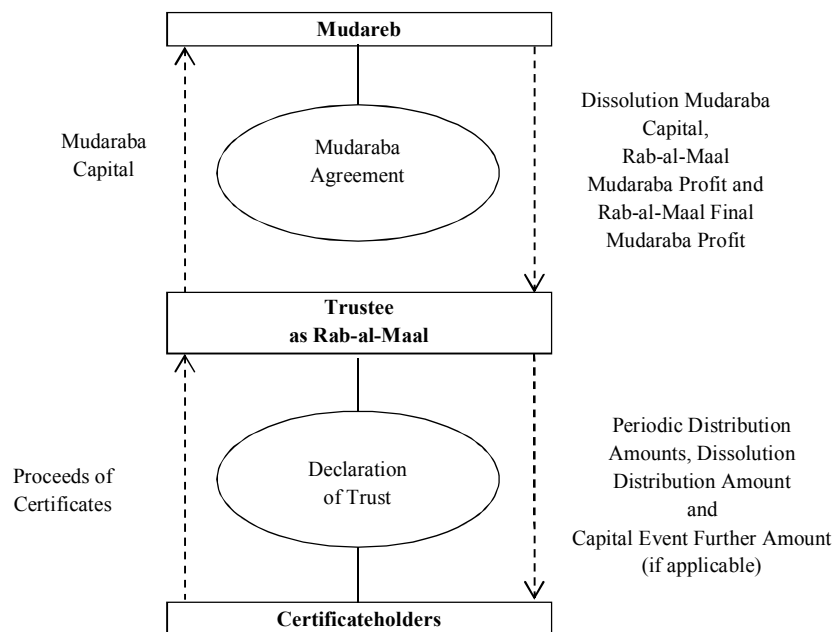 Mudareb
Mudaraba
Capital
Mudaraba
Agreement
Dissolution Mudaraba
Capital,
Rab-al-Maal
Mudaraba Profit and
Rab-al-Maal Final
Mudaraba Profit
Trustee
as Rab-al-Maal
Proceeds of
Certificates
Declaration
of Trust
Periodic Distribution
Amounts, Dissolution
Distribution Amount
and
Capital Event Further Amount
(if applicable)
Certificateholders